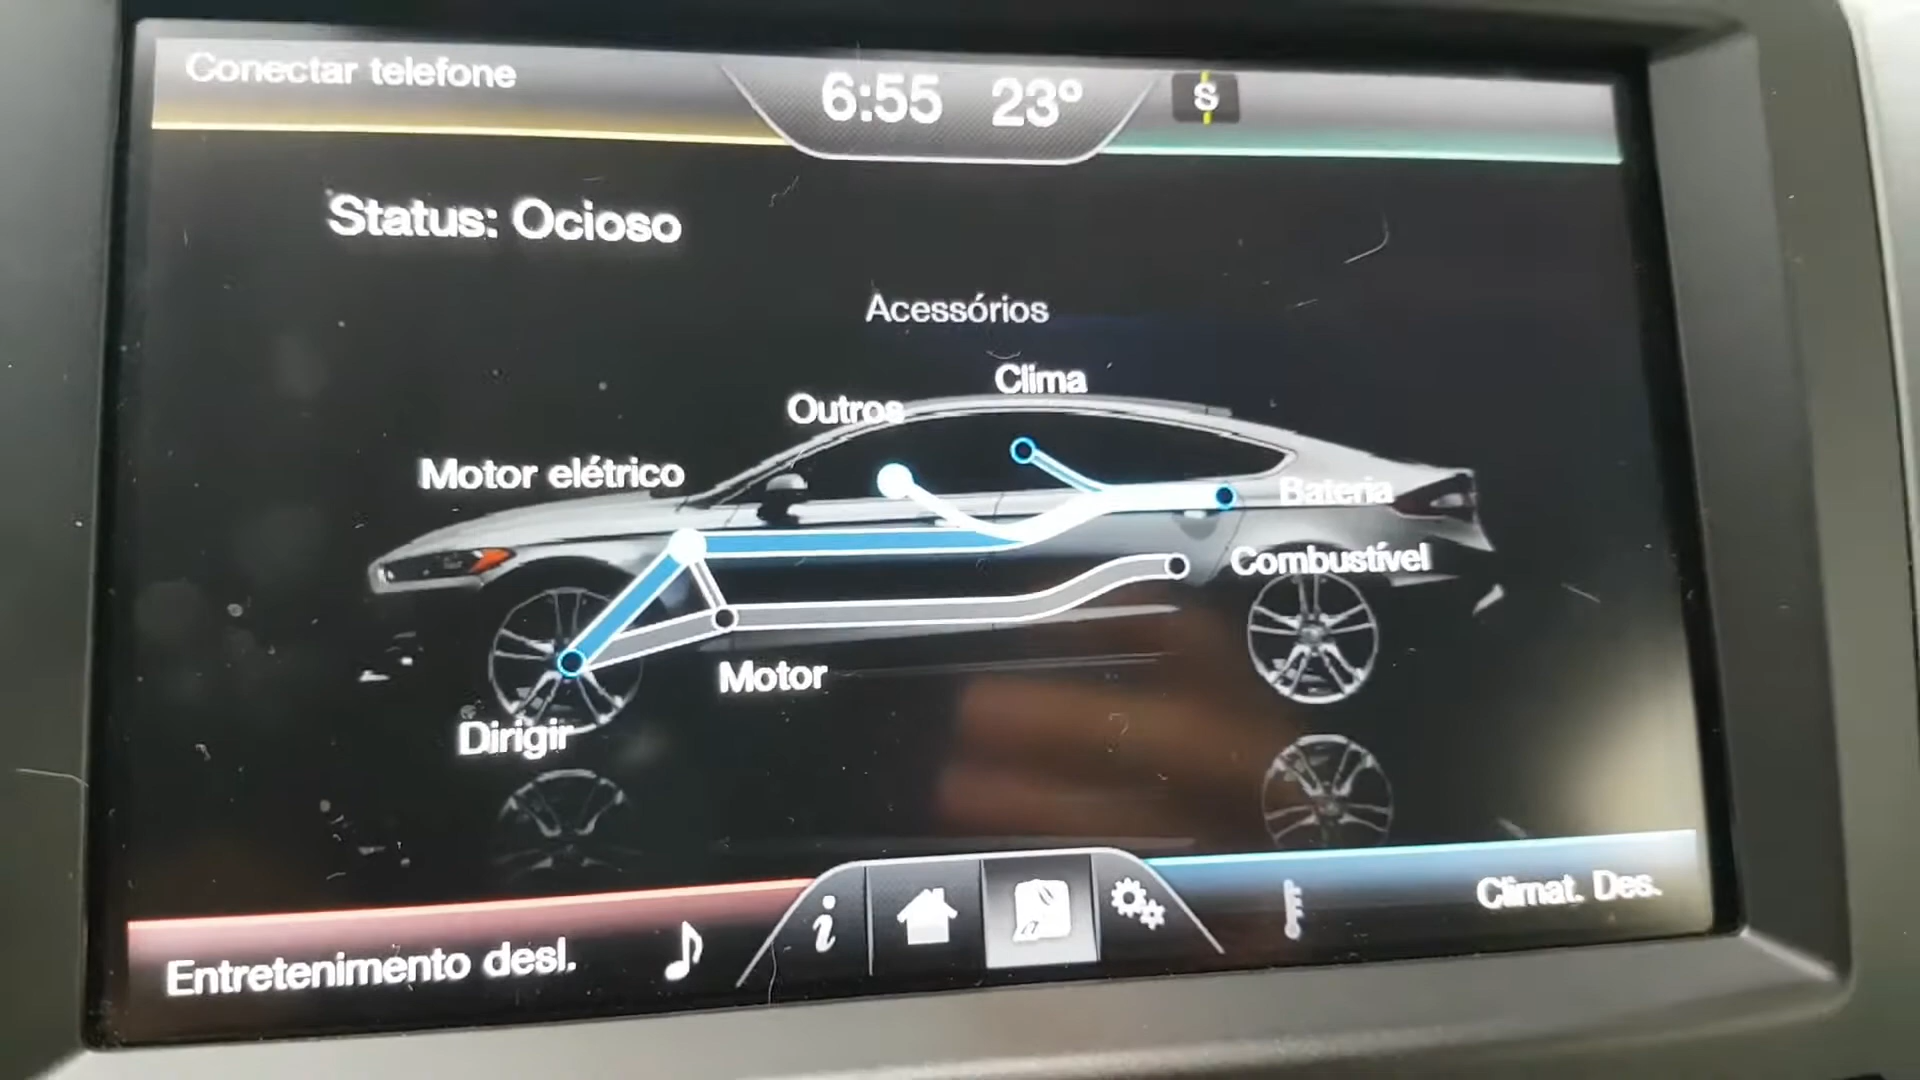 Conectar telefone
6:55 23°
S
Status: Ocioso
Acessórios
Clima
Outros
Motor elétrico
Bateria
Combustível
Motor
Dirigir
Climat. Des.
Entretenimento desl.
i